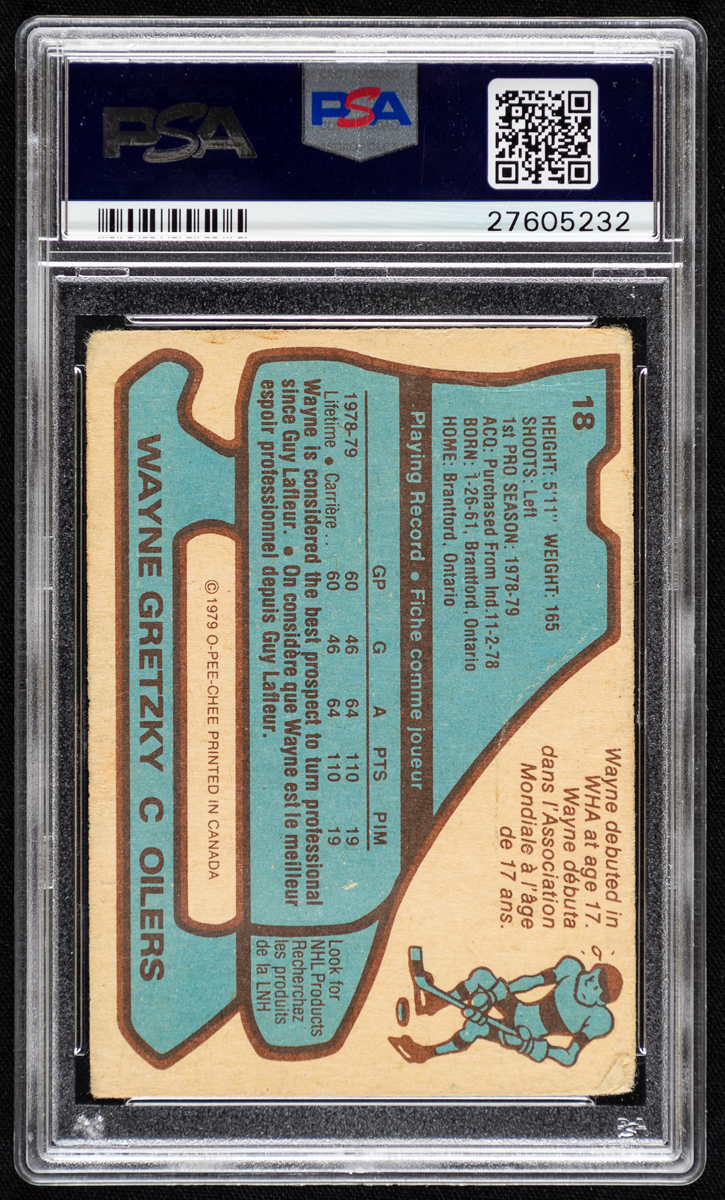 PSA
PSA
27605232
18
HEIGHT: 5'11" WEIGHT: 165
SHOOTS: Left
1st PRO SEASON: 1978-79
ACQ: Purchased From Ind.11-2-78
BORN: 1-26-61, Brantford, Ontario
HOME: Brantford, Ontario
Wayne debuted in
WHA at age 17.
Wayne débuta
dans l'Association
Mondiale à l'âge
de 17 ans.
Playing Record • Fiche comme joueur
GP G A PTS PIM
1978-79 60 46 64 110 19
Lifetime • Carrière .. 60 46 64 110 19
Wayne is considered the best prospect to turn professional
since Guy Lafleur. • On considère que Wayne est le meilleur
espoir professionnel depuis Guy Lafleur.
Look for
NHL Products
Recherchez
les produits
de la LNH
© 1979 O-PEE-CHEE PRINTED IN CANADA
WAYNE GRETZKY C OILERS
PSA